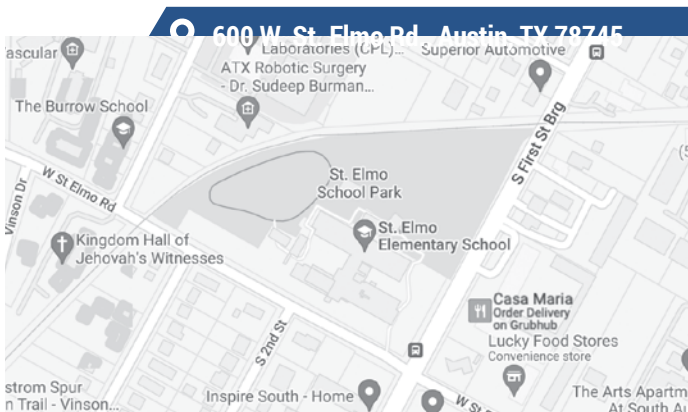 600 W. St. Elmo Rd., Austin, TX 78745
ascular
Laboratories (CPL)...
Superior Automotive
ATX Robotic Surgery
- Dr. Sudeep Burman...
The Burrow School
S First St Brg
St. Elmo
School Park
W St Elmo Rd
Vinson Dr
St. Elmo
Elementary School
Kingdom Hall of
Jehovah's Witnesses
Casa Maria
Order Delivery
on Grubhub
Lucky Food Stores
Convenience store
S 2nd St
strom Spur
n Trail - Vinson...
Inspire South - Home
W St
The Arts Apartm
At South Au